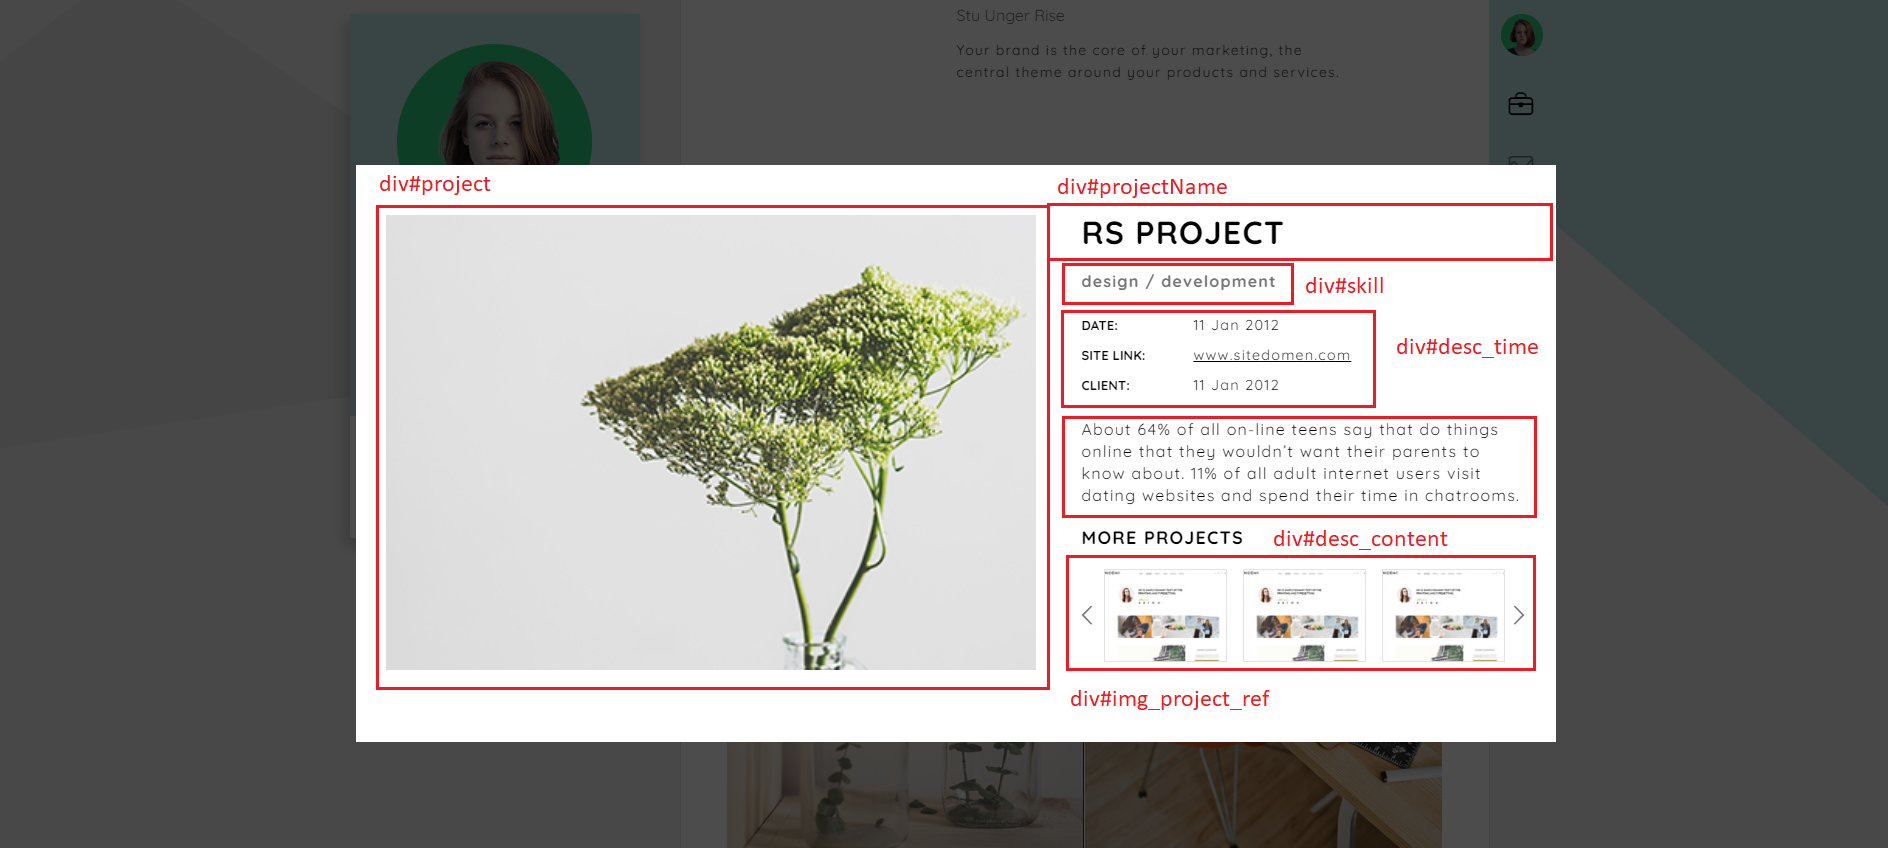 Stu Unger Rise
Your brand is the core of your marketing, the
central theme around your products and services.
div#project
div#projectName
RS PROJECT
design / development
div#skill
DATE: 11 Jan 2012
SITE LINK: www.sitedomen.com
CLIENT: 11 Jan 2012
div#desc_time
About 64% of all on-line teens say that do things
online that they wouldn't want their parents to
know about. 11% of all adult internet users visit
dating websites and spend their time in chatrooms.
MORE PROJECTS
div#desc_content
div#img_project_ref